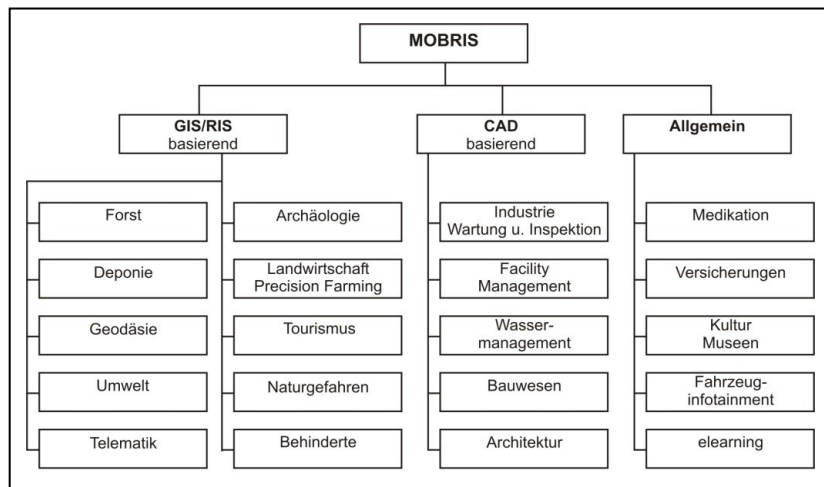 MOBRIS
GIS/RIS
basierend
CAD
basierend
Allgemein
Forst
Deponie
Geodäsie
Umwelt
Telematik
Archäologie
Landwirtschaft
Precision Farming
Tourismus
Naturgefahren
Behinderte
Industrie
Wartung u. Inspektion
Facility
Management
Wasser-
management
Bauwesen
Architektur
Medikation
Versicherungen
Kultur
Museen
Fahrzeug-
infotainment
elearning